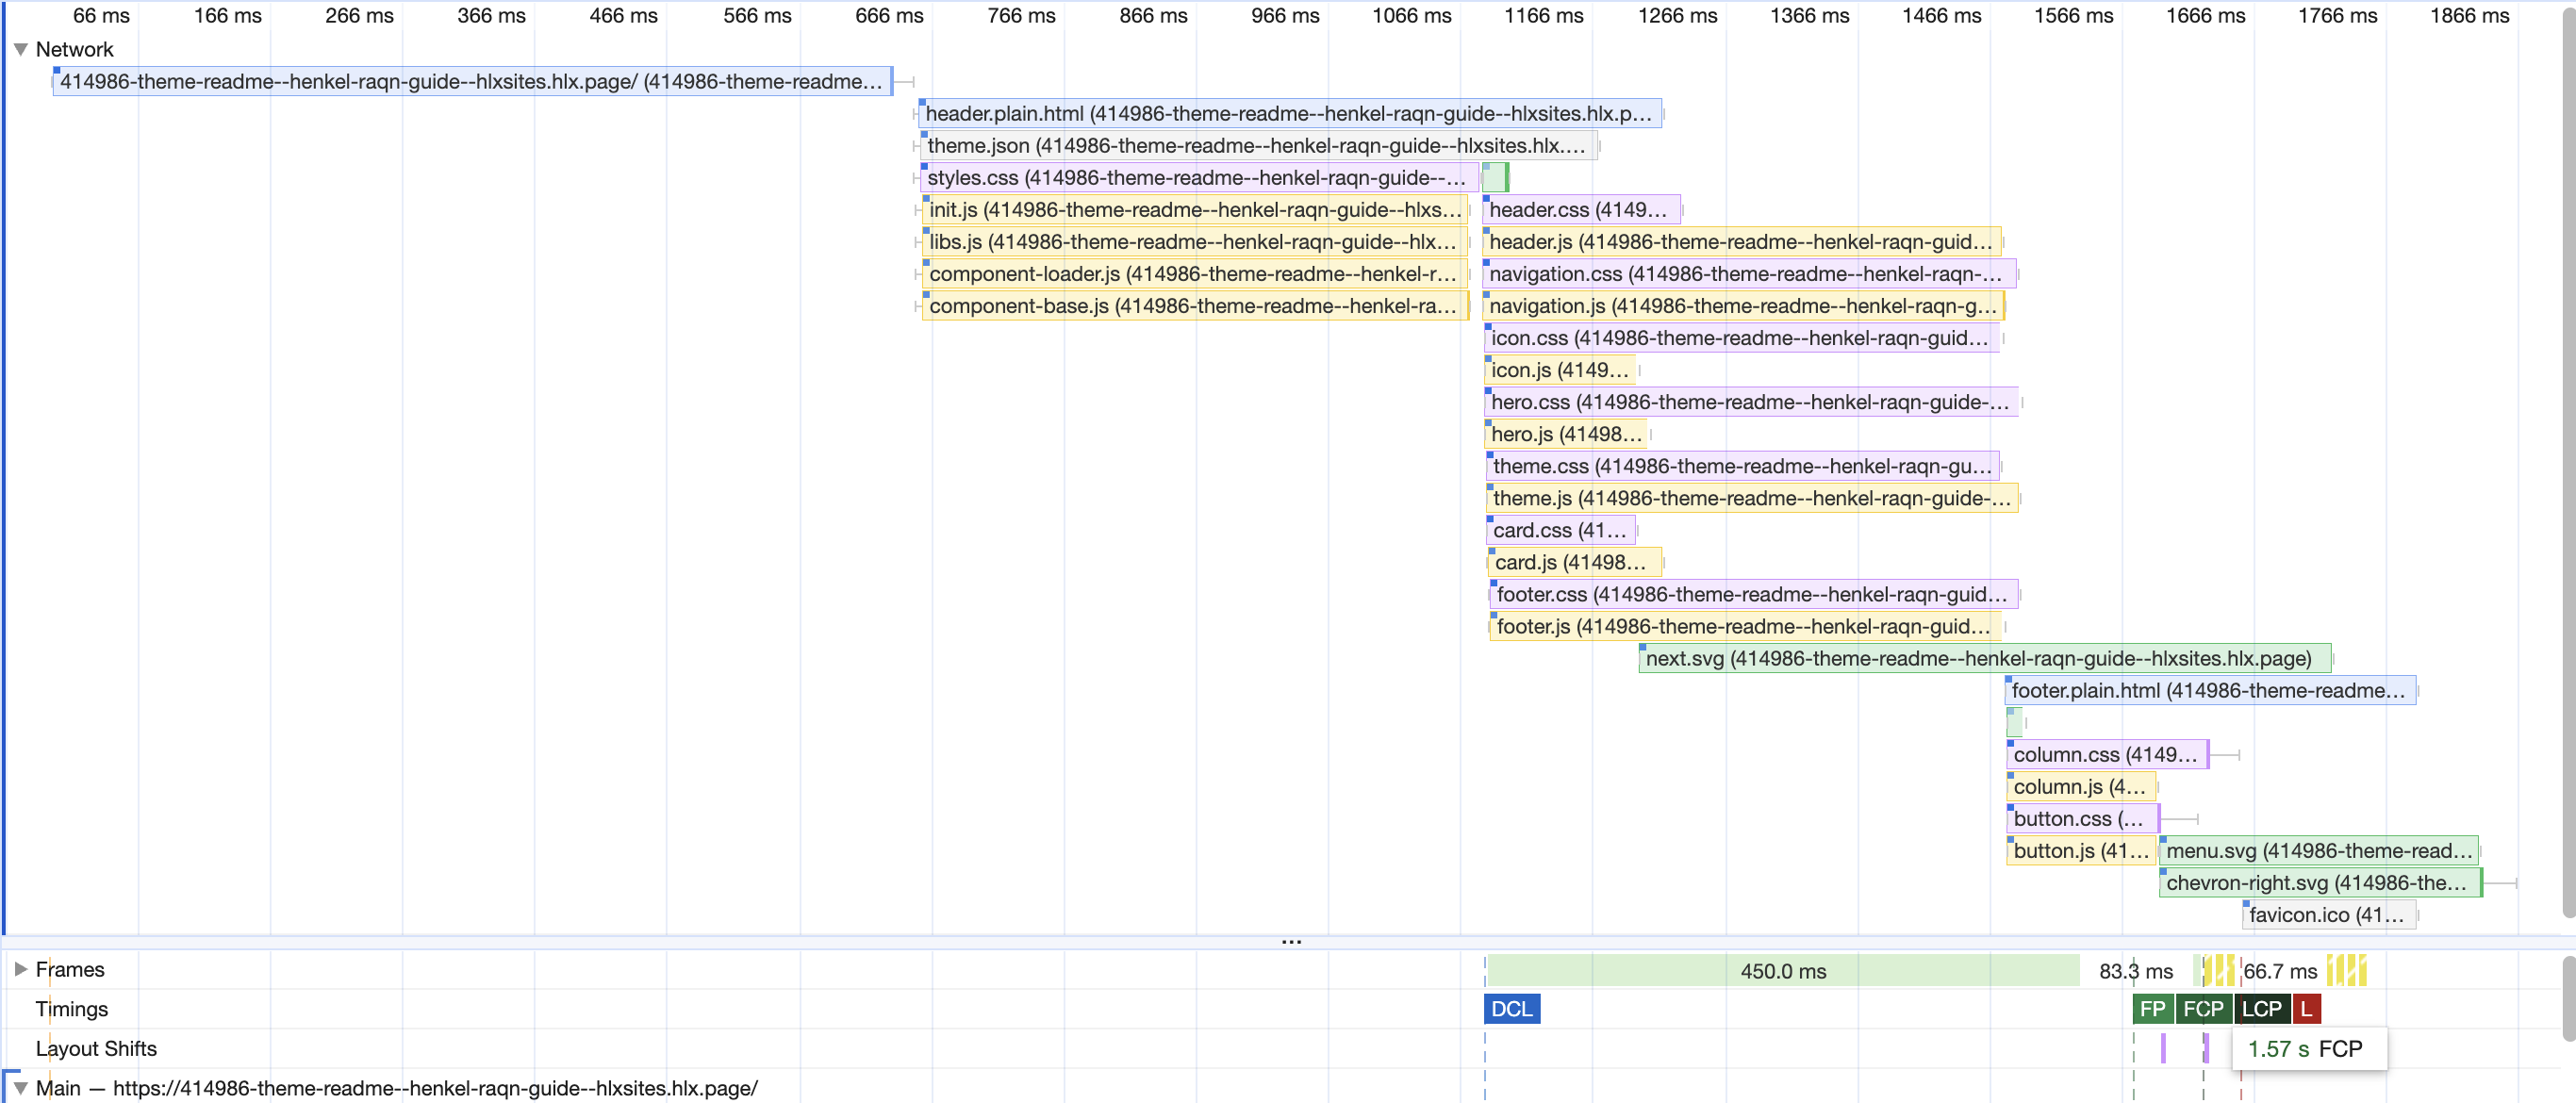 66 ms 166 ms 266 ms 366 ms 466 ms 566 ms 666 ms 766 ms 866 ms 966 ms 1066 ms 1166 ms 1266 ms 1366 ms 1466 ms 1566 ms 1666 ms 1766 ms 1866 ms
Network
414986-theme-readme--henkel-raqn-guide--hlxsites.hlx.page/ (414986-theme-readme…
header.plain.html (414986-theme-readme--henkel-raqn-guide--hlxsites.hlx.p…
theme.json (414986-theme-readme--henkel-raqn-guide--hlxsites.hlx.…
styles.css (414986-theme-readme--henkel-raqn-guide--…
init.js (414986-theme-readme--henkel-raqn-guide--hlxs… header.css (4149…
libs.js (414986-theme-readme--henkel-raqn-guide--hlx… header.js (414986-theme-readme--henkel-raqn-guid…
component-loader.js (414986-theme-readme--henkel-r… navigation.css (414986-theme-readme--henkel-raqn-…
component-base.js (414986-theme-readme--henkel-ra… navigation.js (414986-theme-readme--henkel-raqn-g…
icon.css (414986-theme-readme--henkel-raqn-guid…
icon.js (4149…
hero.css (414986-theme-readme--henkel-raqn-guide-…
hero.js (41498…
theme.css (414986-theme-readme--henkel-raqn-gu…
theme.js (414986-theme-readme--henkel-raqn-guide-…
card.css (41…
card.js (41498…
footer.css (414986-theme-readme--henkel-raqn-guid…
footer.js (414986-theme-readme--henkel-raqn-guid…
next.svg (414986-theme-readme--henkel-raqn-guide--hlxsites.hlx.page)
footer.plain.html (414986-theme-readme…
column.css (4149…
column.js (4…
button.css (…
button.js (41… menu.svg (414986-theme-read…
chevron-right.svg (414986-the…
favicon.ico (41…
…
Frames 450.0 ms 83.3 ms 66.7 ms
Timings DCL FP FCP LCP L
Layout Shifts 1.57 s FCP
Main — https://414986-theme-readme--henkel-raqn-guide--hlxsites.hlx.page/